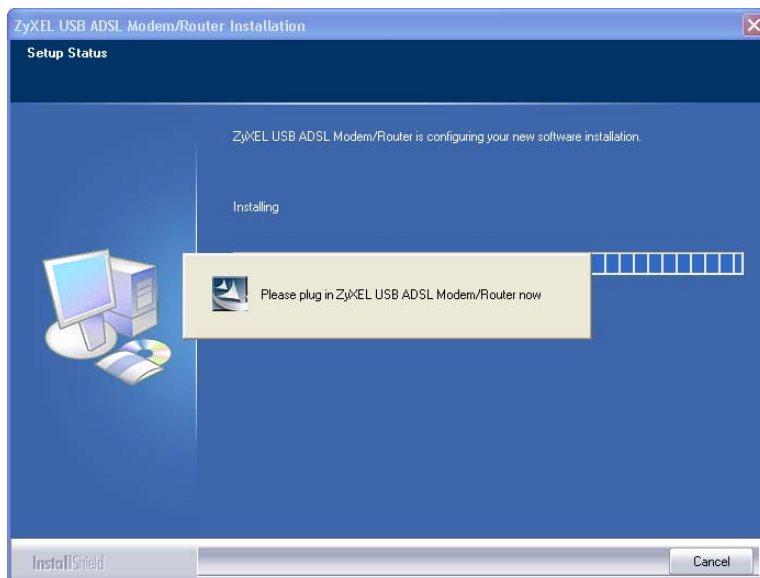 ZyXEL USB ADSL Modem/Router Installation
Setup Status
ZyXEL USB ADSL Modem/Router is configuring your new software installation.
Installing
Please plug in ZyXEL USB ADSL Modem/Router now
InstallShield
Cancel